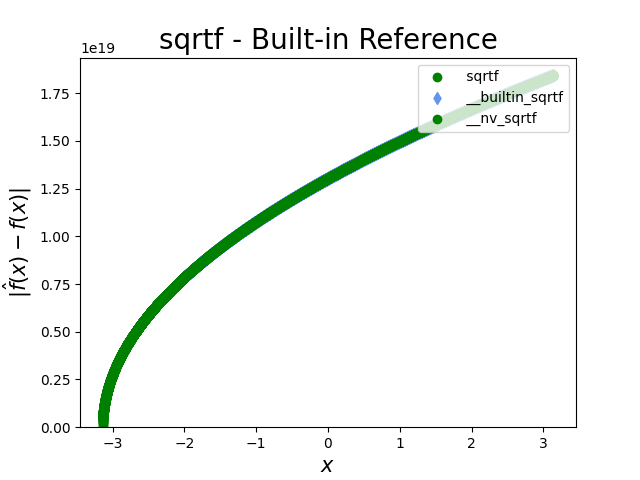 sqrtf - Built-in Reference
1e19
sqrtf
__builtin_sqrtf
__nv_sqrtf
1.75
1.50
1.25
1.00
0.75
0.50
0.25
0.00
|f̂(x) − f(x)|
−3 −2 −1 0 1 2 3
x